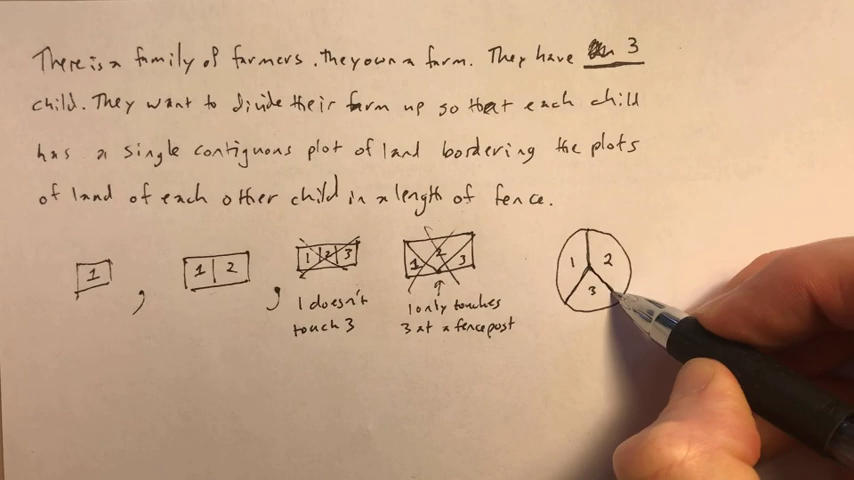 There is a family of farmers. they own a farm. They have 3
child. They want to divide their farm up so that each child
has a single contiguous plot of land bordering the plots
of land of each other child in a length of fence.
1 , 1 2 , 1 2 3 1 2 3 1 2 3
1 doesn't
touch 3
1 only touches
3 at a fencepost